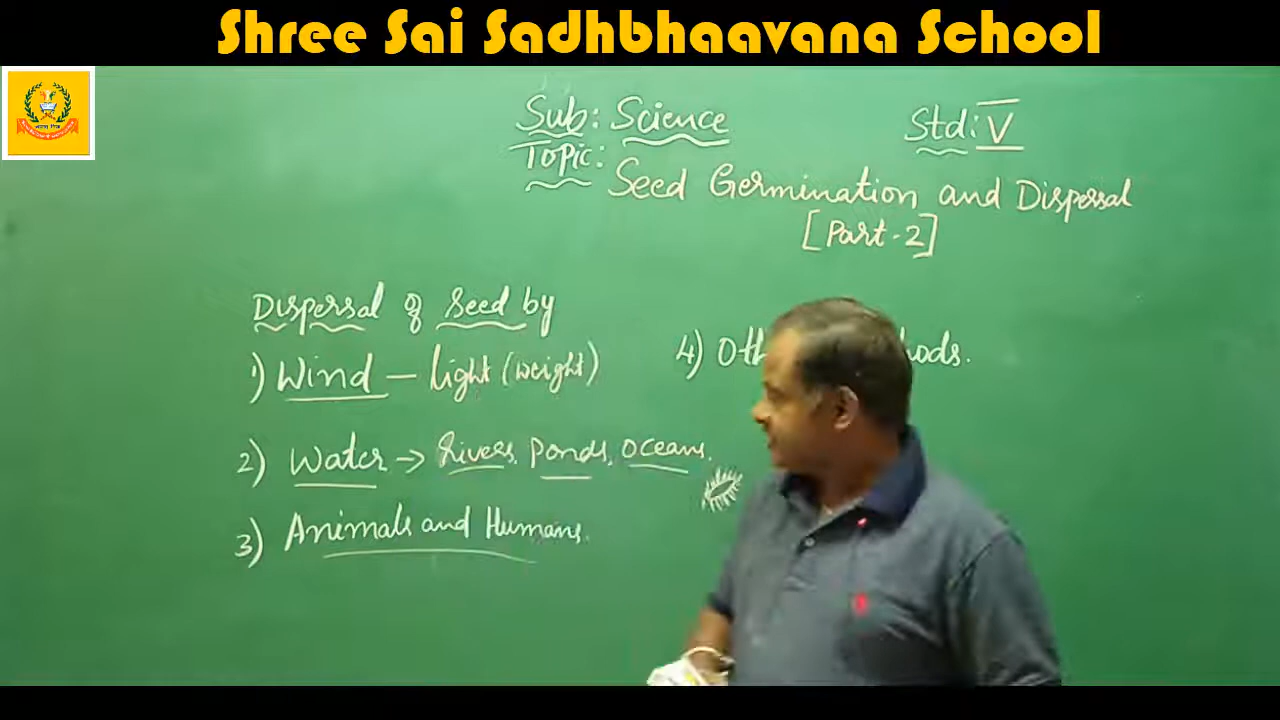 Shree Sai Sadhbhaavana School
Sub: Science
Std: V
Topic: Seed Germination and Dispersal
[Part-2]
Dispersal of Seed by
1) Wind – light (weight)
2) Water → Rivers, Ponds, Oceans.
3) Animals and Humans.
4) Oth hods.